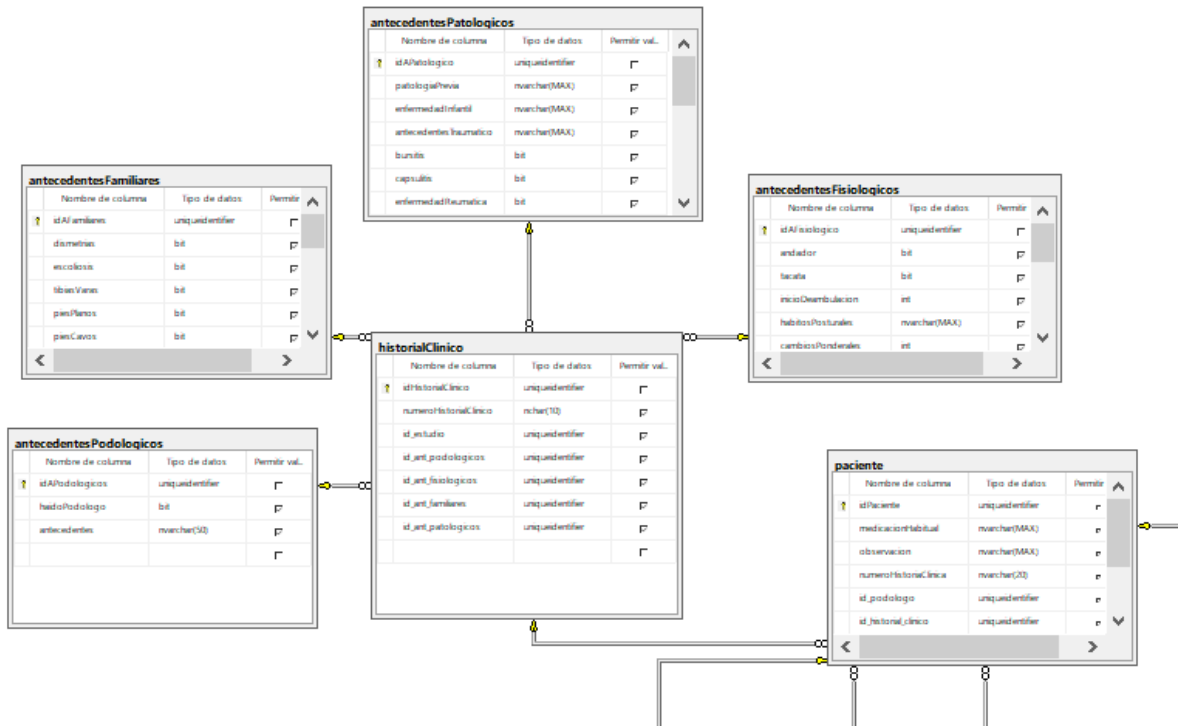 antecedentesPatologicos
Nombre de columna Tipo de datos Permitir val..
idAPatologico uniqueidentifier
patologiaPrevia nvarchar(MAX)
enfermedadInfantil nvarchar(MAX)
antecedentesTraumatico nvarchar(MAX)
bursitis bit
capsulitis bit
enfermedadReumatica bit
antecedentesFamiliares
Nombre de columna Tipo de datos Permitir
idAFamiliares uniqueidentifier
dismetrias bit
escoliosis bit
tibiasVaras bit
piesPlanos bit
piesCavos bit
antecedentesFisiologicos
Nombre de columna Tipo de datos Permitir
idAFisiologico uniqueidentifier
andador bit
tacata bit
inicioDeambulacion int
habitosPosturales nvarchar(MAX)
cambiosPonderales int
historialClinico
Nombre de columna Tipo de datos Permitir val..
idHistorialClinico uniqueidentifier
numeroHistorialClinico nchar(10)
id_estudio uniqueidentifier
id_ant_podologicos uniqueidentifier
id_ant_fisiologicos uniqueidentifier
id_ant_familiares uniqueidentifier
id_ant_patologicos uniqueidentifier
antecedentesPodologicos
Nombre de columna Tipo de datos Permitir val..
idAPodologicos uniqueidentifier
haidoPodologo bit
antecedentes nvarchar(50)
paciente
Nombre de columna Tipo de datos Permitir
idPaciente uniqueidentifier
medicacionHabitual nvarchar(MAX)
observacion nvarchar(MAX)
numeroHistoriaClinica nvarchar(20)
id_podologo uniqueidentifier
id_historial_clinico uniqueidentifier